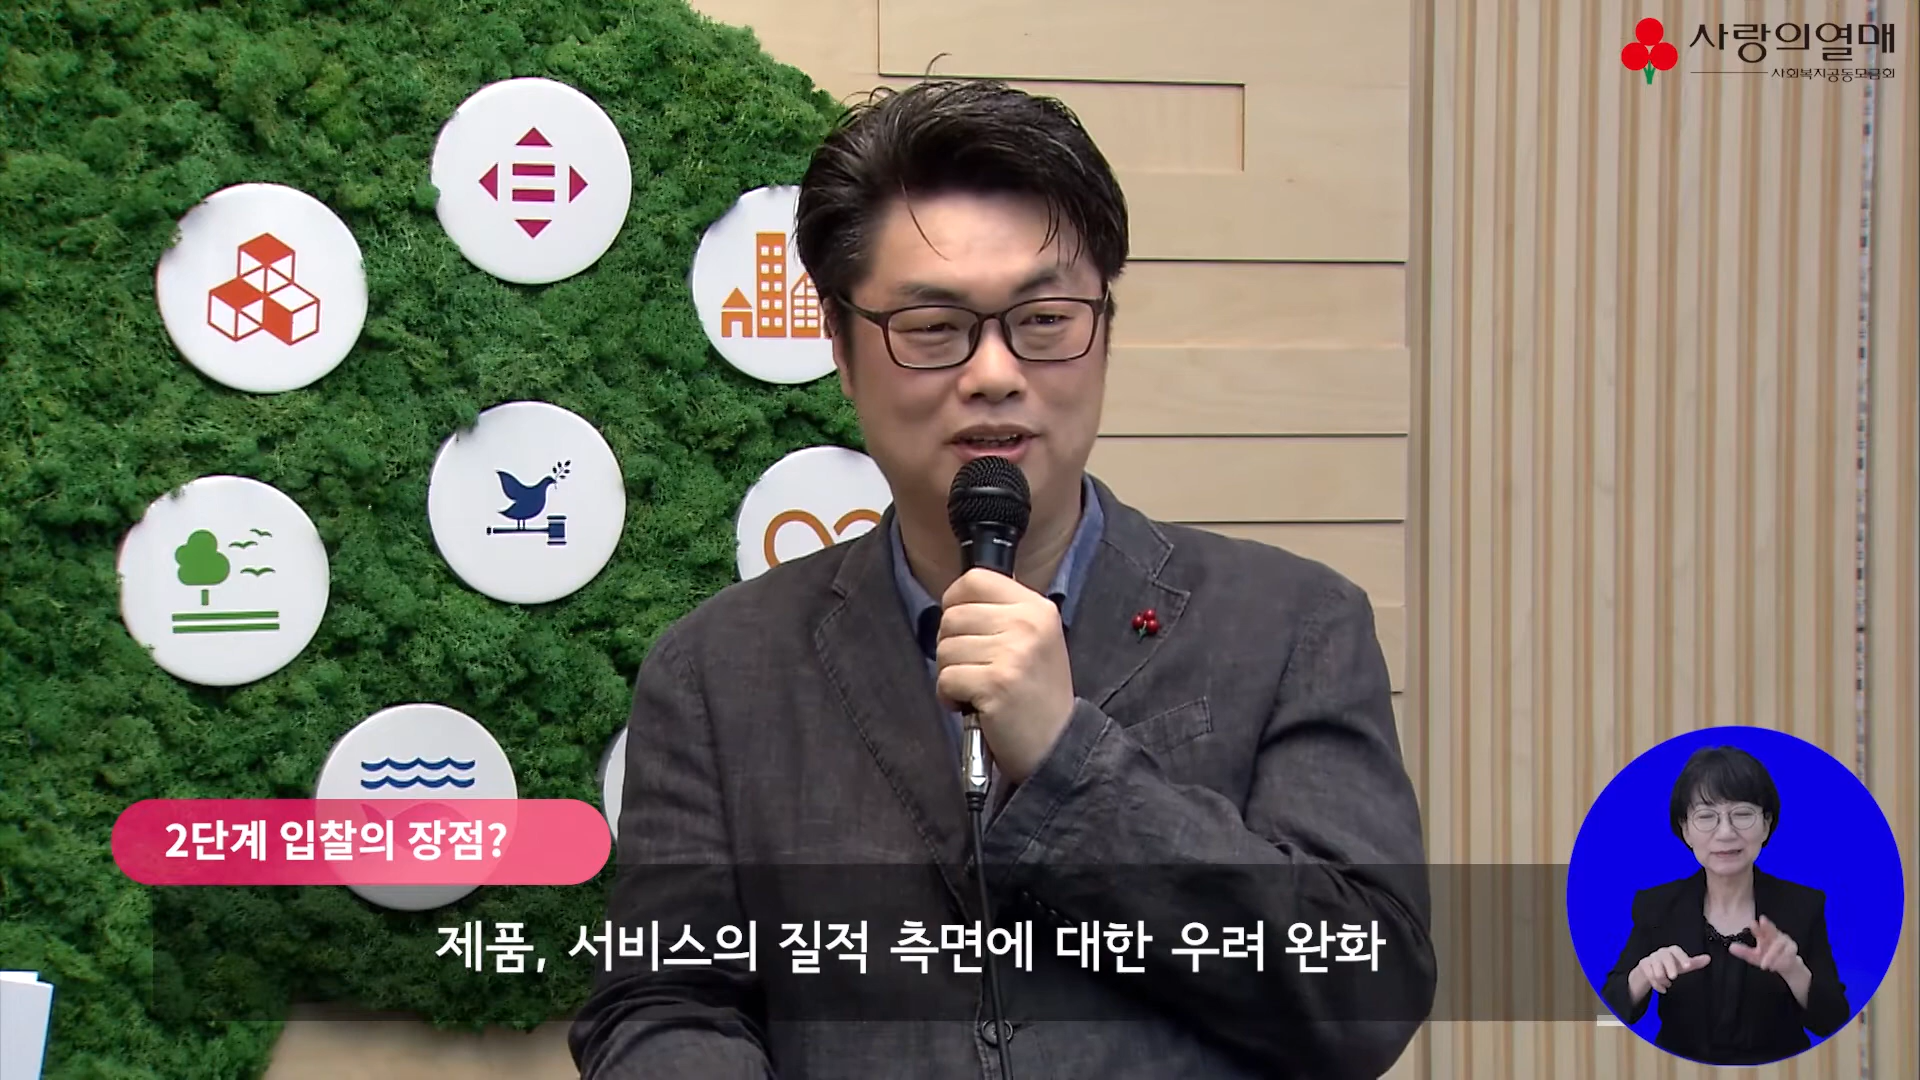 사랑의열매
사회복지공동모금회
2단계 입찰의 장점?
제품, 서비스의 질적 측면에 대한 우려 완화